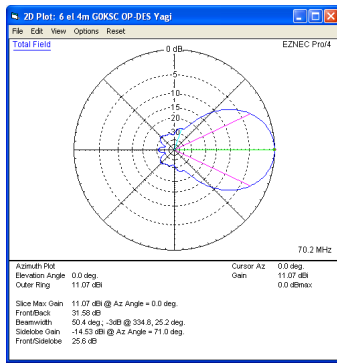 2D Plot: 6 el 4m G0KSC OP-DES Yagi
File Edit View Options Reset
Total Field
0 dB
EZNEC Pro/4
-5
-10
-15
-20
-30
70.2 MHz
Azimuth Plot
Elevation Angle 0.0 deg.
Outer Ring 11.07 dBi
Cursor Az 0.0 deg.
Gain 11.07 dBi
0.0 dBmax
Slice Max Gain 11.07 dBi @ Az Angle = 0.0 deg.
Front/Back 31.58 dB
Beamwidth 50.4 deg.; -3dB @ 334.8, 25.2 deg.
Sidelobe Gain -14.53 dBi @ Az Angle = 71.0 deg.
Front/Sidelobe 25.6 dB